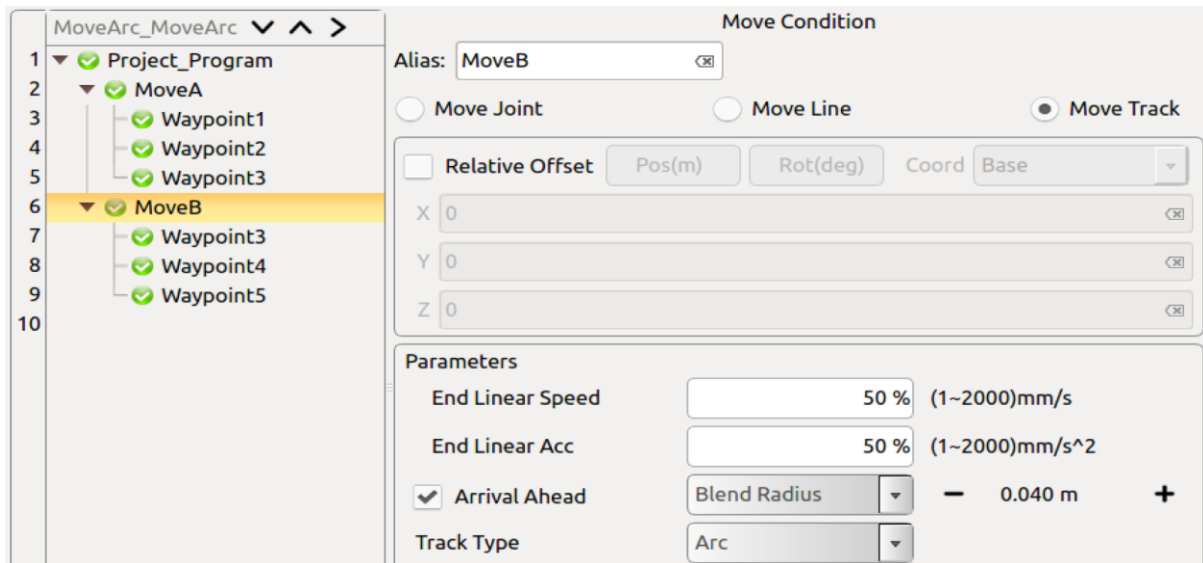 MoveArc_MoveArc
1 Project_Program
2 MoveA
3 Waypoint1
4 Waypoint2
5 Waypoint3
6 MoveB
7 Waypoint3
8 Waypoint4
9 Waypoint5
10
Move Condition
Alias: MoveB
Move Joint Move Line Move Track
Relative Offset Pos(m) Rot(deg) Coord Base
X 0
Y 0
Z 0
Parameters
End Linear Speed 50 % (1~2000)mm/s
End Linear Acc 50 % (1~2000)mm/s^2
Arrival Ahead Blend Radius − 0.040 m +
Track Type Arc